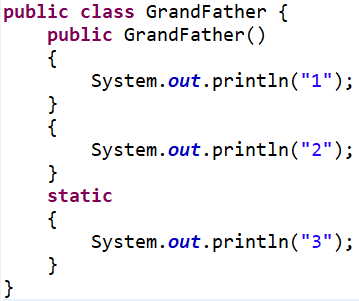 public class GrandFather {
    public GrandFather()
    {
        System.out.println("1");
    }
    {
        System.out.println("2");
    }
    static
    {
        System.out.println("3");
    }
}